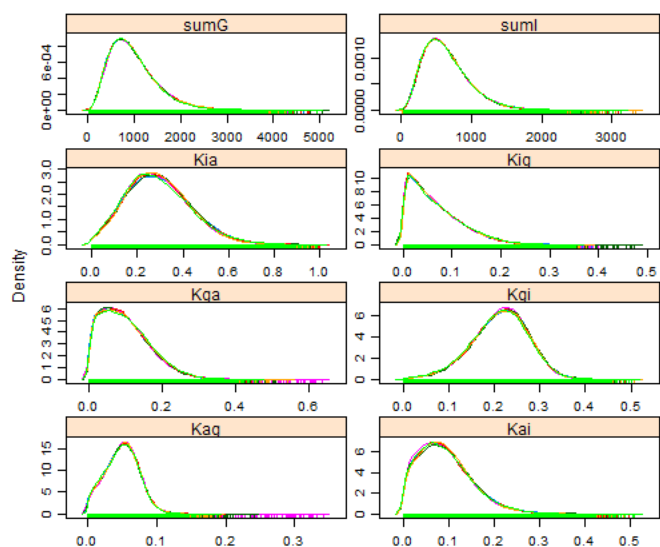 sumG
sumI
0e+00 6e-04
0.0000 0.0010
0 1000 2000 3000 4000 5000
0 1000 2000 3000
Kia
Kig
0.0 1.0 2.0 3.0
0 2 4 6 8 10
0.0 0.2 0.4 0.6 0.8 1.0
0.0 0.1 0.2 0.3 0.4 0.5
Density
Kga
Kgi
0 1 2 3 4 5 6
0 2 4 6
0.0 0.2 0.4 0.6
0.0 0.1 0.2 0.3 0.4 0.5
Kag
Kai
0 5 10 15
0 2 4 6
0.0 0.1 0.2 0.3
0.0 0.1 0.2 0.3 0.4 0.5